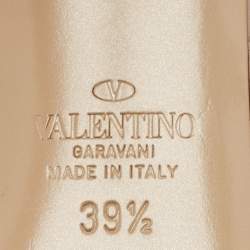 V
VALENTINO
GARAVANI
MADE IN ITALY
39½